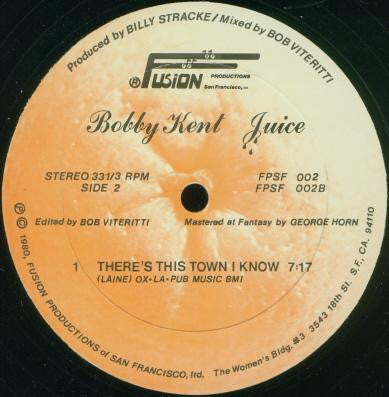 Produced by BILLY STRACKE/Mixed by BOB VITERITTI
® FUSION PRODUCTIONS
San Francisco, CA
Bobby Kent Juice
STEREO 33 1/3 RPM FPSF 002
SIDE 2 FPSF 002B
Edited by BOB VITERITTI Mastered at Fantasy by GEORGE HORN
1 THERE'S THIS TOWN I KNOW 7:17
(LAINE) OX•LA•PUB MUSIC BMI
℗ © 1980, FUSION PRODUCTIONS of SAN FRANCISCO, ltd. The Women's Bldg. #3 3543 18th St. S.F., CA. 94110